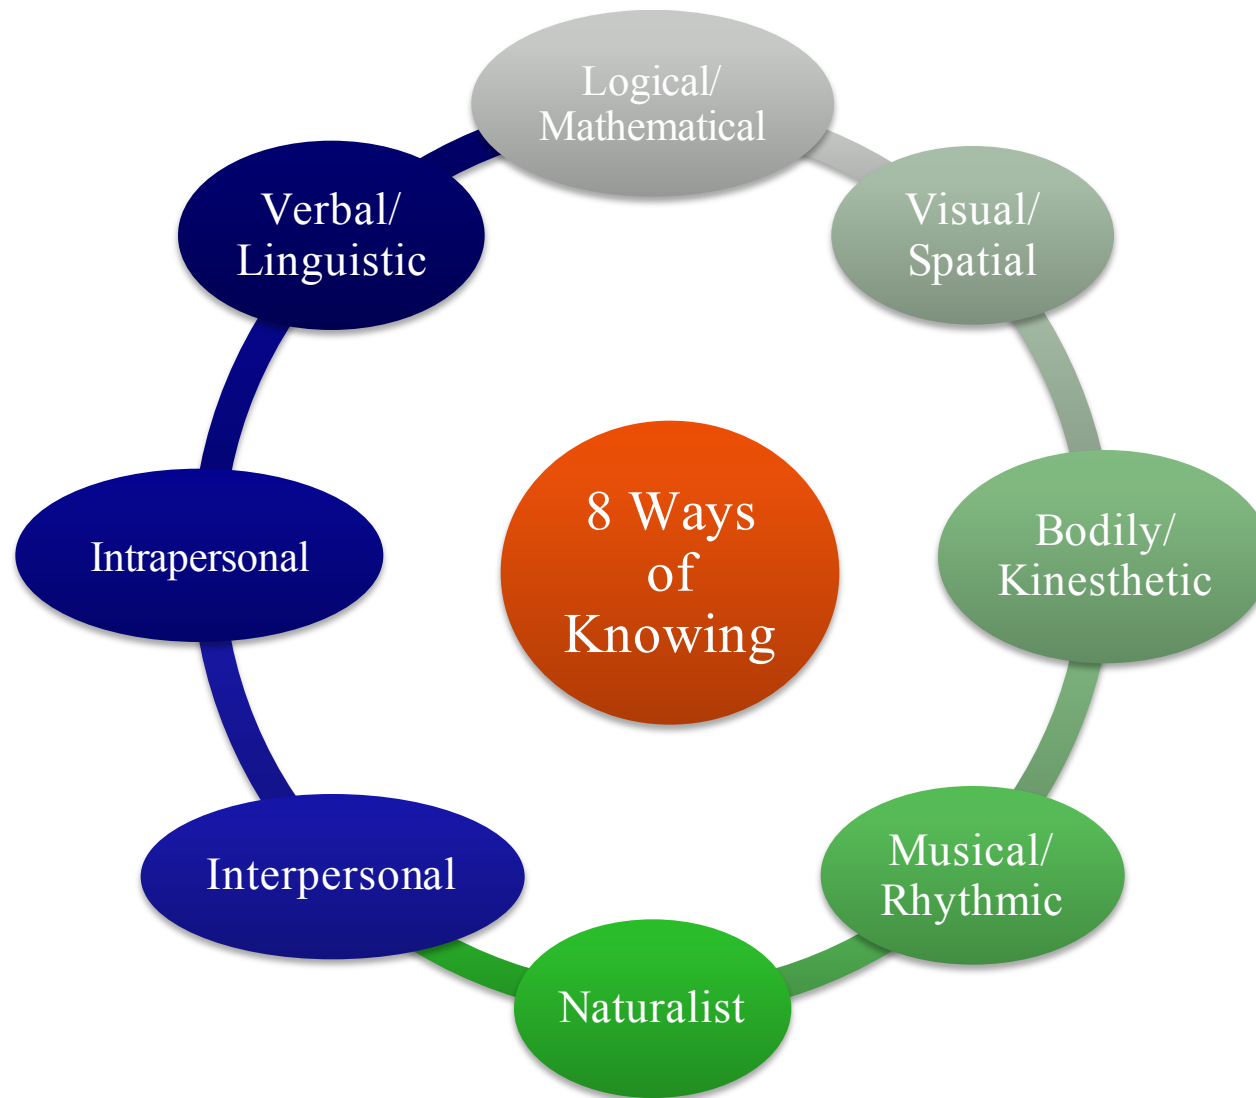 Logical/
Mathematical
Visual/
Spatial
Bodily/
Kinesthetic
Musical/
Rhythmic
Naturalist
Interpersonal
Intrapersonal
Verbal/
Linguistic
8 Ways
of
Knowing